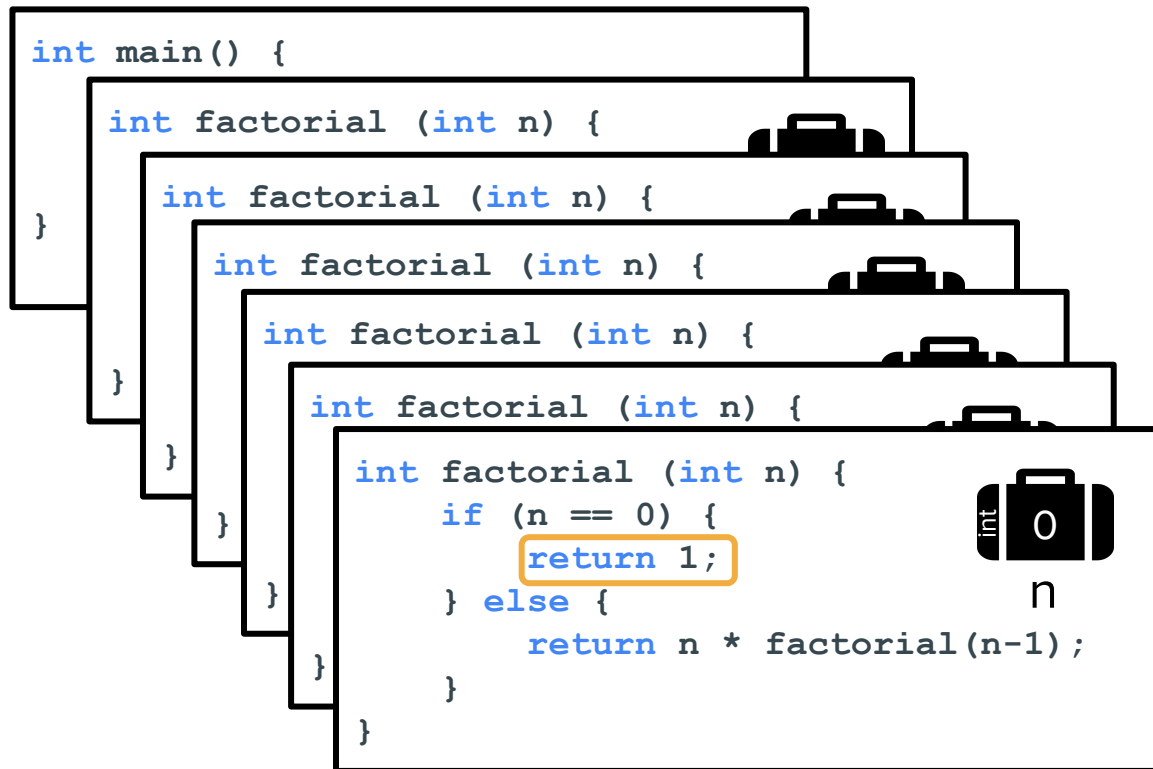 int main() {
int factorial (int n) {
int factorial (int n) {
}
int factorial (int n) {
int factorial (int n) {
}
int factorial (int n) {
}
int factorial (int n) {
if (n == 0) {
int
0
}
return 1;
n
}
} else {
return n * factorial(n-1);
}
}
}